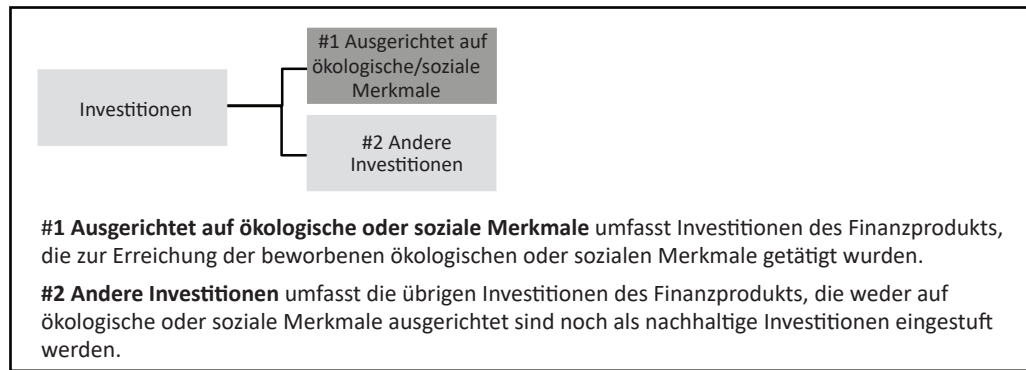 #1 Ausgerichtet auf
ökologische/soziale
Merkmale
Investitionen
#2 Andere
Investitionen
#1 Ausgerichtet auf ökologische oder soziale Merkmale umfasst Investitionen des Finanzprodukts,
die zur Erreichung der beworbenen ökologischen oder sozialen Merkmale getätigt wurden.
#2 Andere Investitionen umfasst die übrigen Investitionen des Finanzprodukts, die weder auf
ökologische oder soziale Merkmale ausgerichtet sind noch als nachhaltige Investitionen eingestuft
werden.